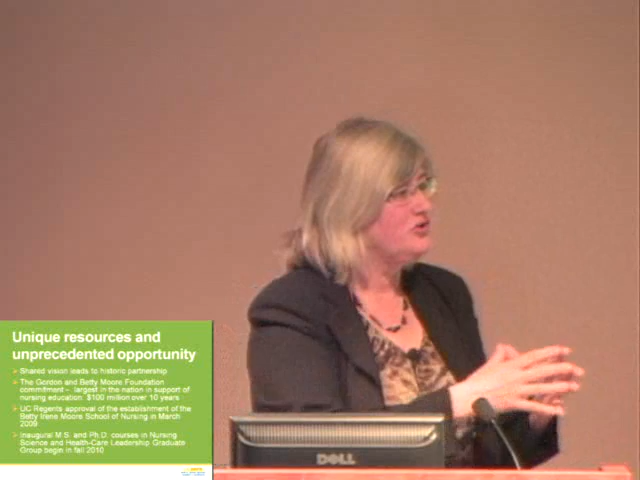 Unique resources and
unprecedented opportunity
Shared vision leads to historic partnership
The Gordon and Betty Moore Foundation
commitment – largest in the nation in support of
nursing education: $100 million over 10 years
UC Regents approval of the establishment of the
Betty Irene Moore School of Nursing in March
2009
Inaugural M.S. and Ph.D. courses in Nursing
Science and Health-Care Leadership Graduate
Group begin in fall 2010
DELL